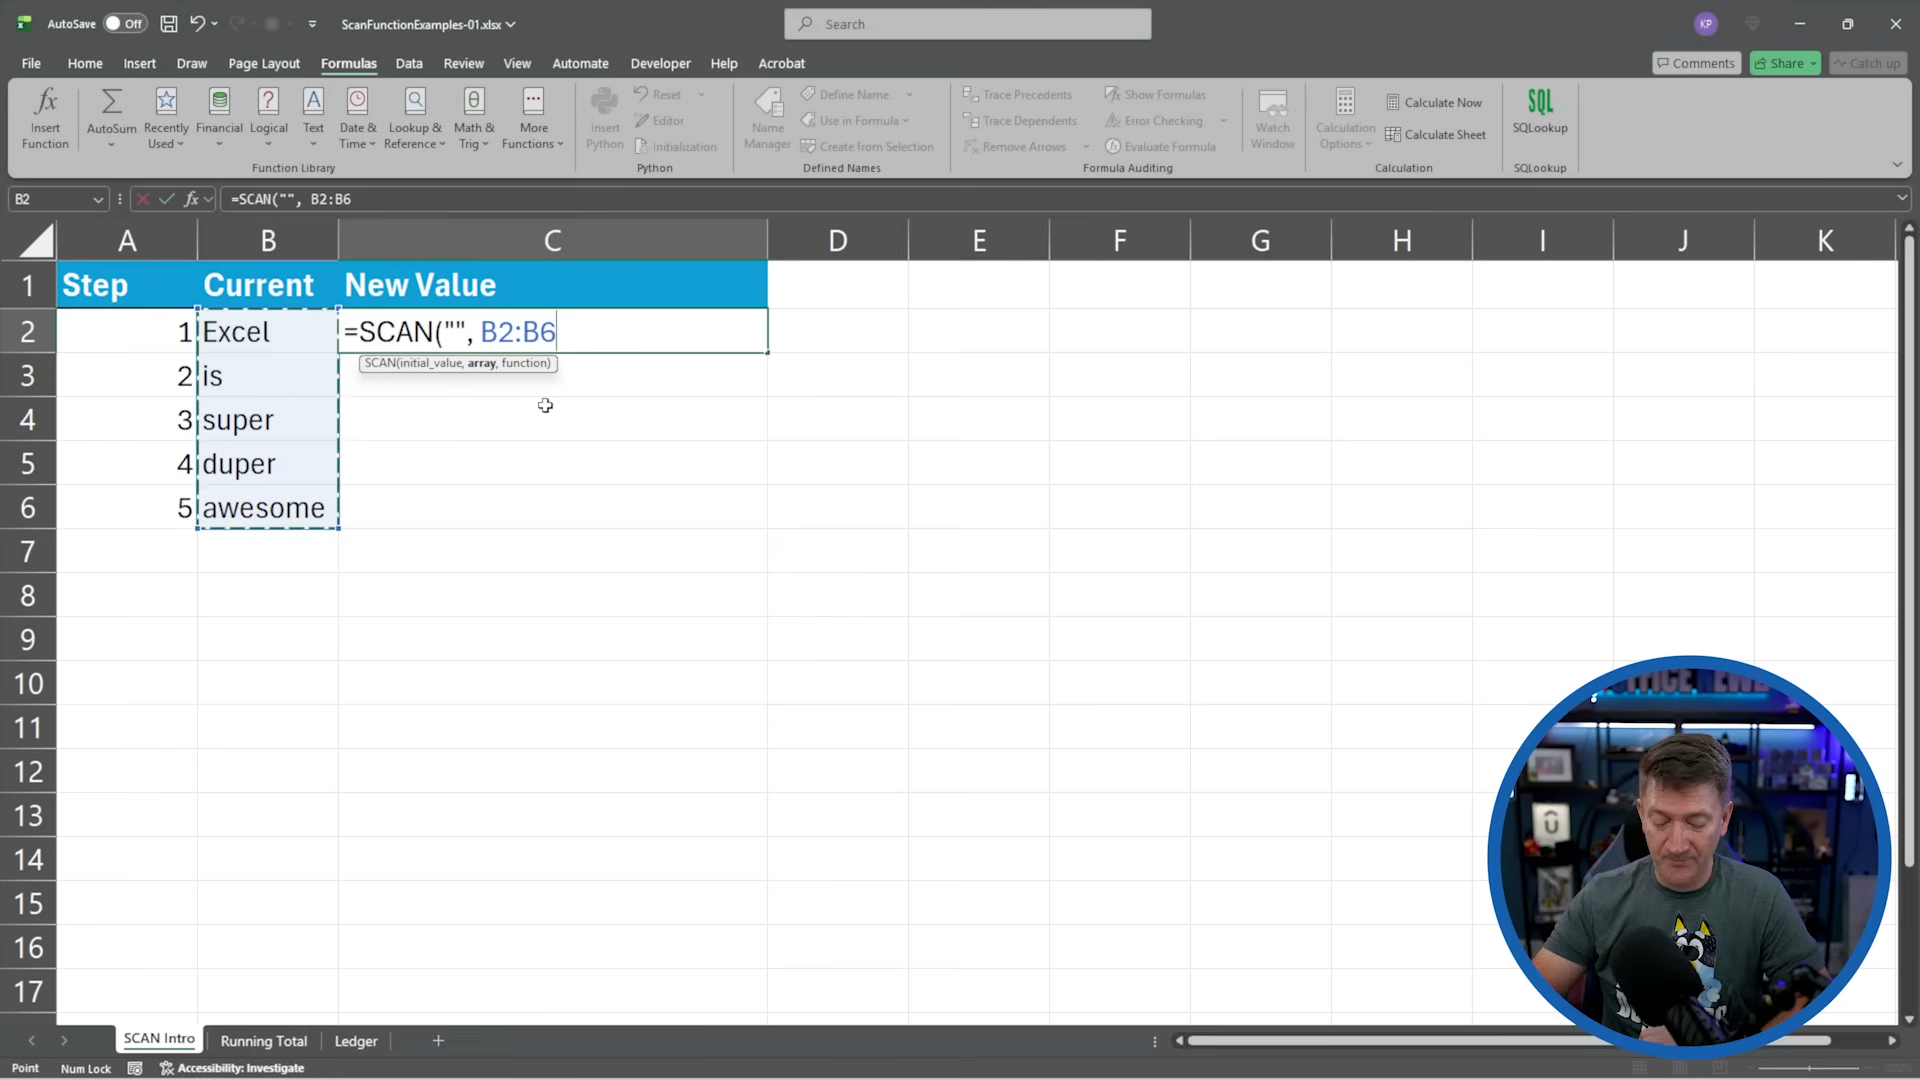 AutoSave Off ScanFunctionExamples-01.xlsx Search KP
File Home Insert Draw Page Layout Formulas Data Review View Automate Developer Help Acrobat Comments Share Catch up
Insert Function
AutoSum
Recently Used
Financial
Logical
Text
Date & Time
Lookup & Reference
Math & Trig
More Functions
Function Library
Insert Python
Reset
Editor
Initialization
Python
Name Manager
Define Name
Use in Formula
Create from Selection
Defined Names
Trace Precedents
Trace Dependents
Remove Arrows
Show Formulas
Error Checking
Evaluate Formula
Formula Auditing
Watch Window
Calculation Options
Calculate Now
Calculate Sheet
Calculation
SQL
SQLookup
SQLookup
B2 fx =SCAN("", B2:B6
A B C D E F G H I J K
1 Step Current New Value
2 1 Excel =SCAN("", B2:B6
SCAN(initial_value, array, function)
3 2 is
4 3 super
5 4 duper
6 5 awesome
7
8
9
10
11
12
13
14
15
16
17
SCAN Intro Running Total Ledger
Point Num Lock Accessibility: Investigate